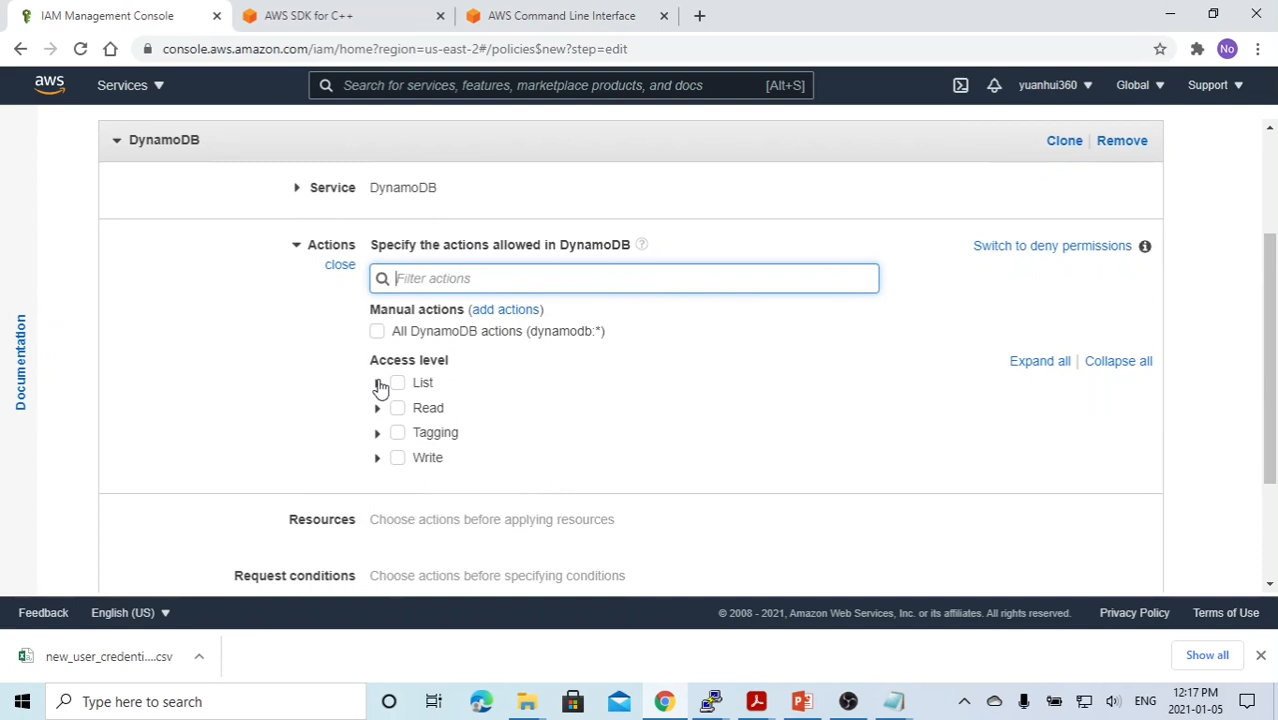 IAM Management Console
AWS SDK for C++
AWS Command Line Interface
console.aws.amazon.com/iam/home?region=us-east-2#/policies$new?step=edit
No
aws
Services
Search for services, features, marketplace products, and docs
[Alt+S]
yuanhui360
Global
Support
DynamoDB
Clone
Remove
Service
DynamoDB
Actions
close
Specify the actions allowed in DynamoDB
Switch to deny permissions
Filter actions
Manual actions (add actions)
All DynamoDB actions (dynamodb:*)
Access level
Expand all
Collapse all
List
Read
Tagging
Write
Documentation
Resources
Choose actions before applying resources
Request conditions
Choose actions before specifying conditions
Feedback
English (US)
© 2008 - 2021, Amazon Web Services, Inc. or its affiliates. All rights reserved.
Privacy Policy
Terms of Use
new_user_credenti....csv
Show all
Type here to search
ENG
12:17 PM
2021-01-05